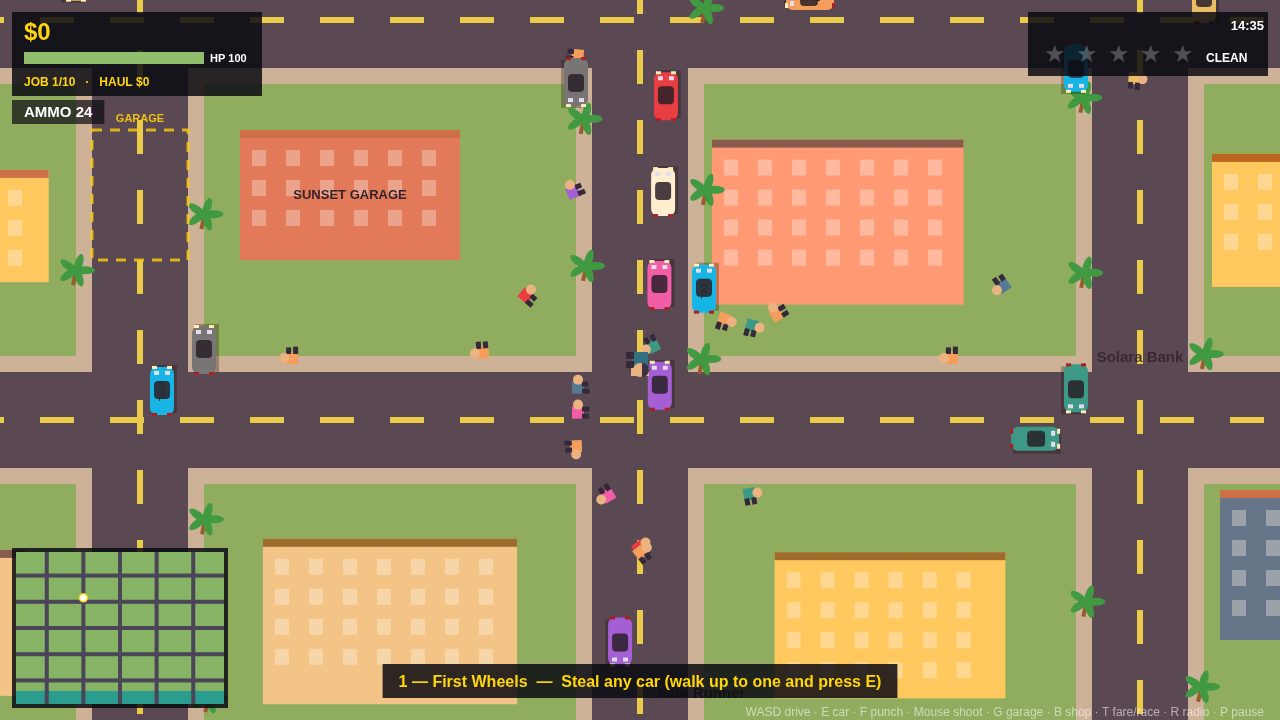 $0
HP 100
JOB 1/10 · HAUL $0
AMMO 24
GARAGE
14:35
★ ★ ★ ★ ★ CLEAN
SUNSET GARAGE
Solara Bank
1 — First Wheels — Steal any car (walk up to one and press E)
WASD drive · E car · F punch · Mouse shoot · G garage · B shop · T fare/race · R radio · P pause